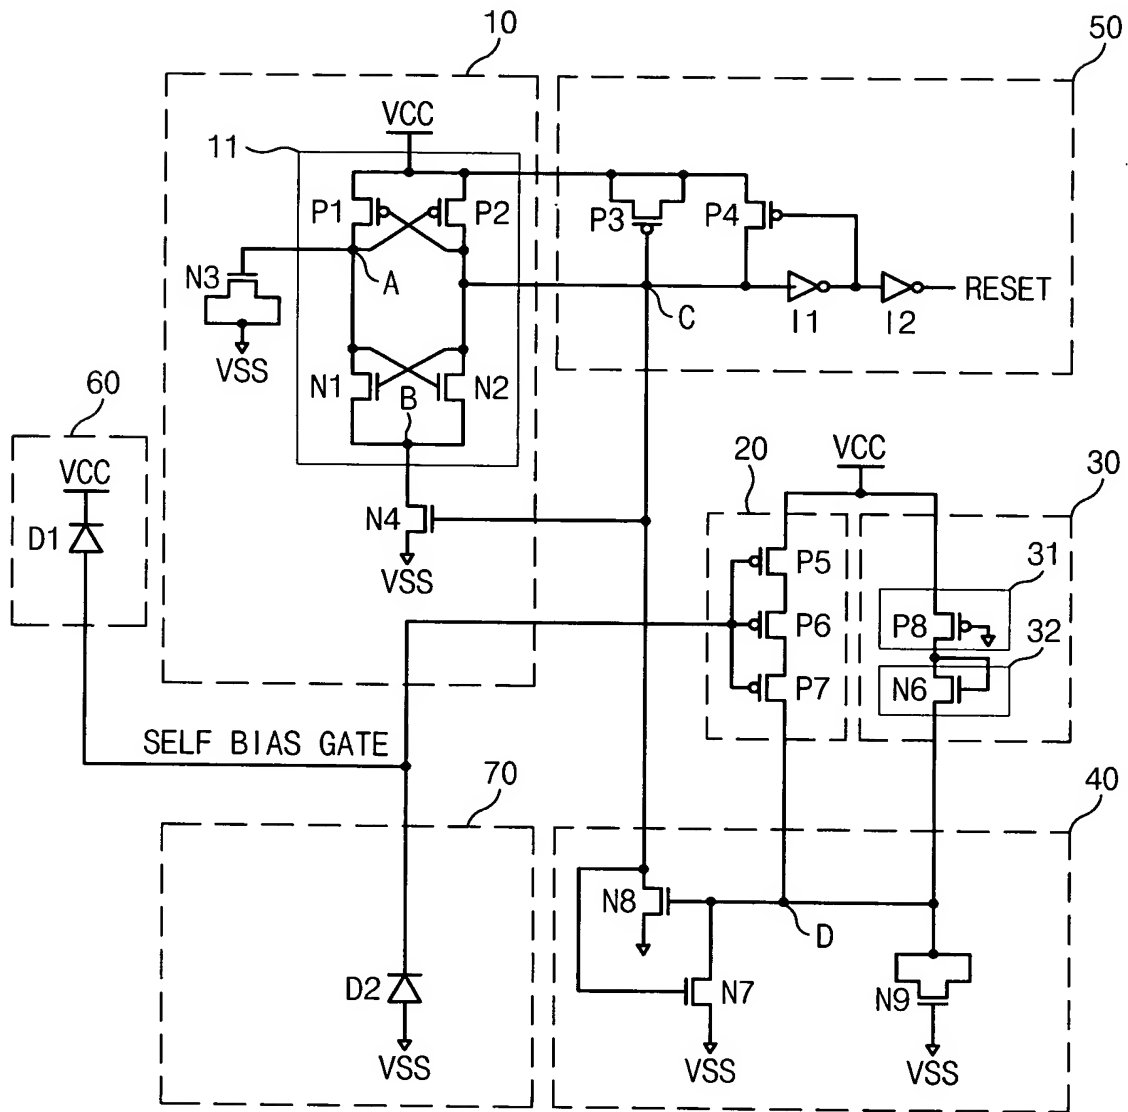 10
50
VCC
11
P1
P2
P3
P4
N3
A
C
I1
I2
RESET
VSS
N1
B
N2
60
VCC
D1
N4
VSS
20
VCC
30
P5
31
P6
P8
32
P7
N6
SELF BIAS GATE
70
40
N8
D
D2
N7
N9
VSS
VSS
VSS